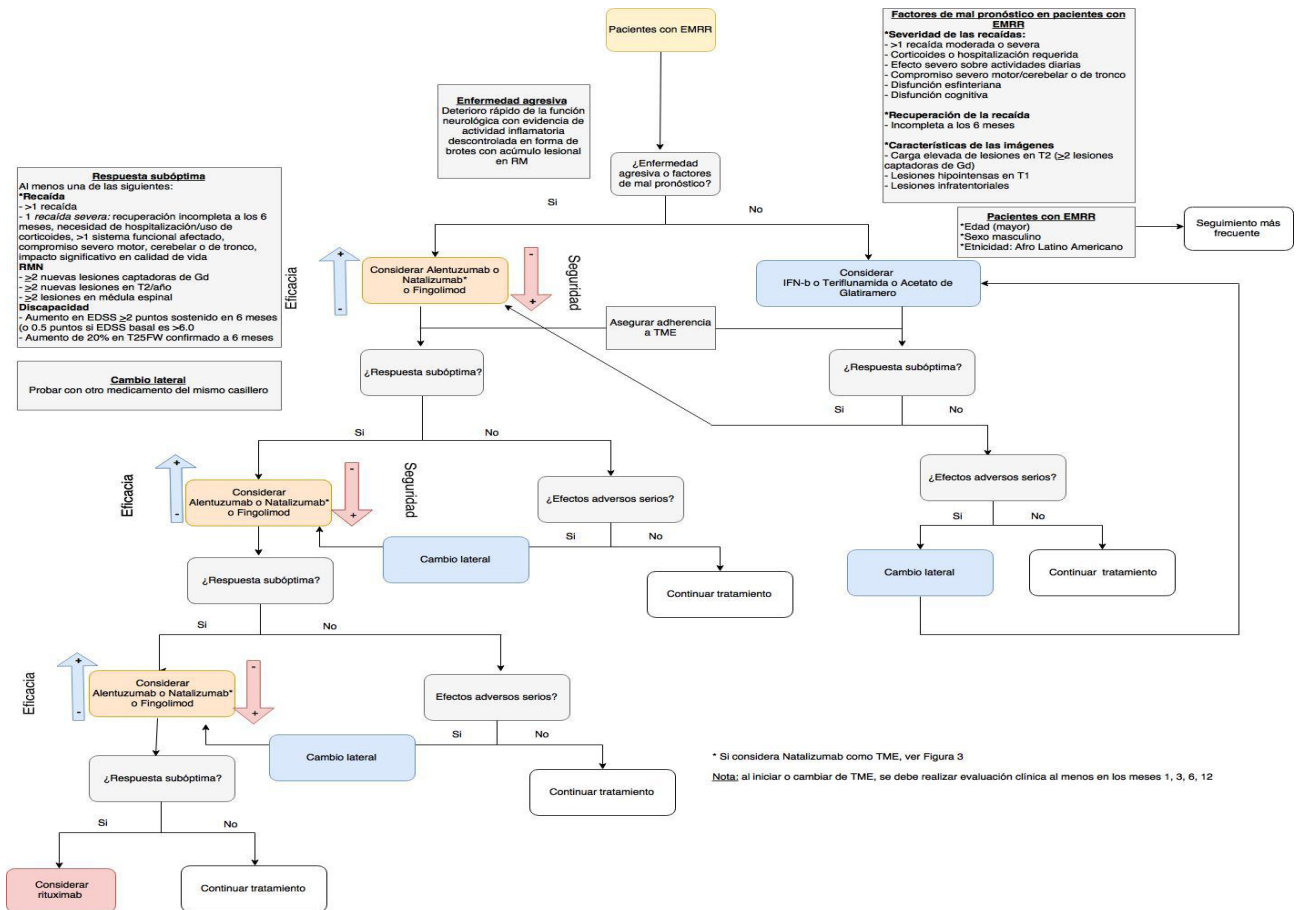 Pacientes con EMRR
Factores de mal pronóstico en pacientes con
EMRR
*Severidad de las recaídas:
- >1 recaída moderada o severa
- Corticoides o hospitalización requerida
- Efecto severo sobre actividades diarias
- Compromiso severo motor/cerebelar o de tronco
- Disfunción esfinteriana
- Disfunción cognitiva
*Recuperación de la recaída
- Incompleta a los 6 meses
*Características de las imágenes
- Carga elevada de lesiones en T2 (≥2 lesiones
captadoras de Gd)
- Lesiones hipointensas en T1
- Lesiones infratentoriales
Enfermedad agresiva
Deterioro rápido de la función
neurológica con evidencia de
actividad inflamatoria
descontrolada en forma de
brotes con acúmulo lesional
en RM
¿Enfermedad
agresiva o factores
de mal pronóstico?
Respuesta subóptima
Al menos una de las siguientes:
*Recaída
- >1 recaída
- 1 recaída severa: recuperación incompleta a los 6
meses, necesidad de hospitalización/uso de
corticoides, >1 sistema funcional afectado,
compromiso severo motor, cerebelar o de tronco,
impacto significativo en calidad de vida
RMN
- ≥2 nuevas lesiones captadoras de Gd
- ≥2 nuevas lesiones en T2/año
- ≥2 lesiones en médula espinal
Discapacidad
- Aumento en EDSS ≥2 puntos sostenido en 6 meses
(o 0.5 puntos si EDSS basal es >6.0
- Aumento de 20% en T25FW confirmado a 6 meses
Cambio lateral
Probar con otro medicamento del mismo casillero
Pacientes con EMRR
*Edad (mayor)
*Sexo masculino
*Etnicidad: Afro Latino Americano
Seguimiento más
frecuente
Si
No
Eficacia
+
-
Considerar Alentuzumab o
Natalizumab*
o Fingolimod
-
+
Seguridad
Considerar
IFN-b o Teriflunamida o Acetato de
Glatiramero
Asegurar adherencia
a TME
¿Respuesta subóptima?
¿Respuesta subóptima?
Si
No
Si
No
Eficacia
+
-
Considerar
Alentuzumab o Natalizumab*
o Fingolimod
-
+
Seguridad
¿Efectos adversos serios?
¿Efectos adversos serios?
Si
No
Si
No
Cambio lateral
Continuar tratamiento
Cambio lateral
Continuar tratamiento
¿Respuesta subóptima?
Si
No
Eficacia
+
-
Considerar
Alentuzumab o Natalizumab*
o Fingolimod
-
+
Efectos adversos serios?
Si
No
Cambio lateral
Continuar tratamiento
¿Respuesta subóptima?
Si
No
Considerar
rituximab
Continuar tratamiento
* Si considera Natalizumab como TME, ver Figura 3
Nota: al iniciar o cambiar de TME, se debe realizar evaluación clínica al menos en los meses 1, 3, 6, 12